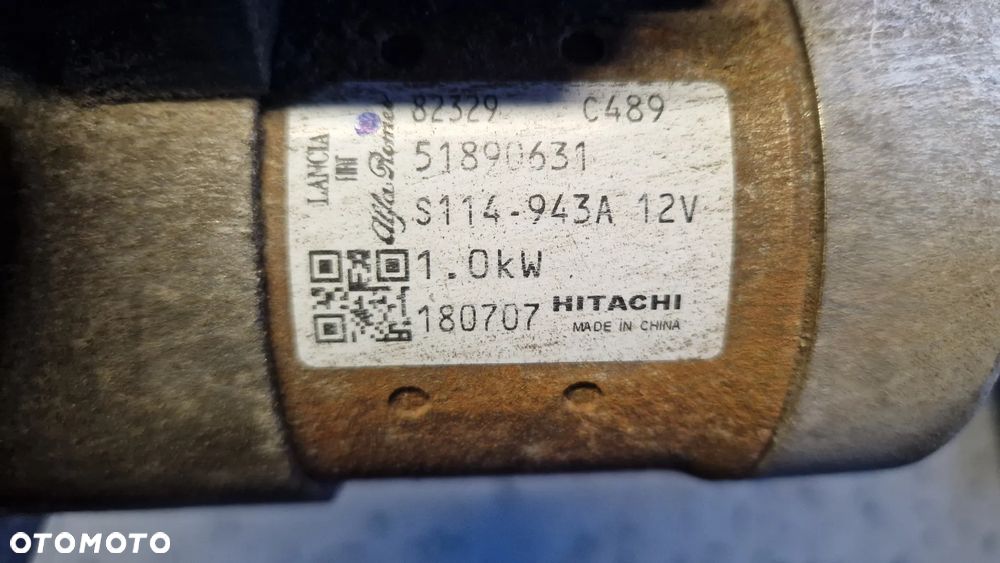 82329 C489
51890631
S114-943A 12V
1.0kW
180707 HITACHI
MADE IN CHINA
LANCIA
FIAT
Alfa Romeo
OTOMOTO